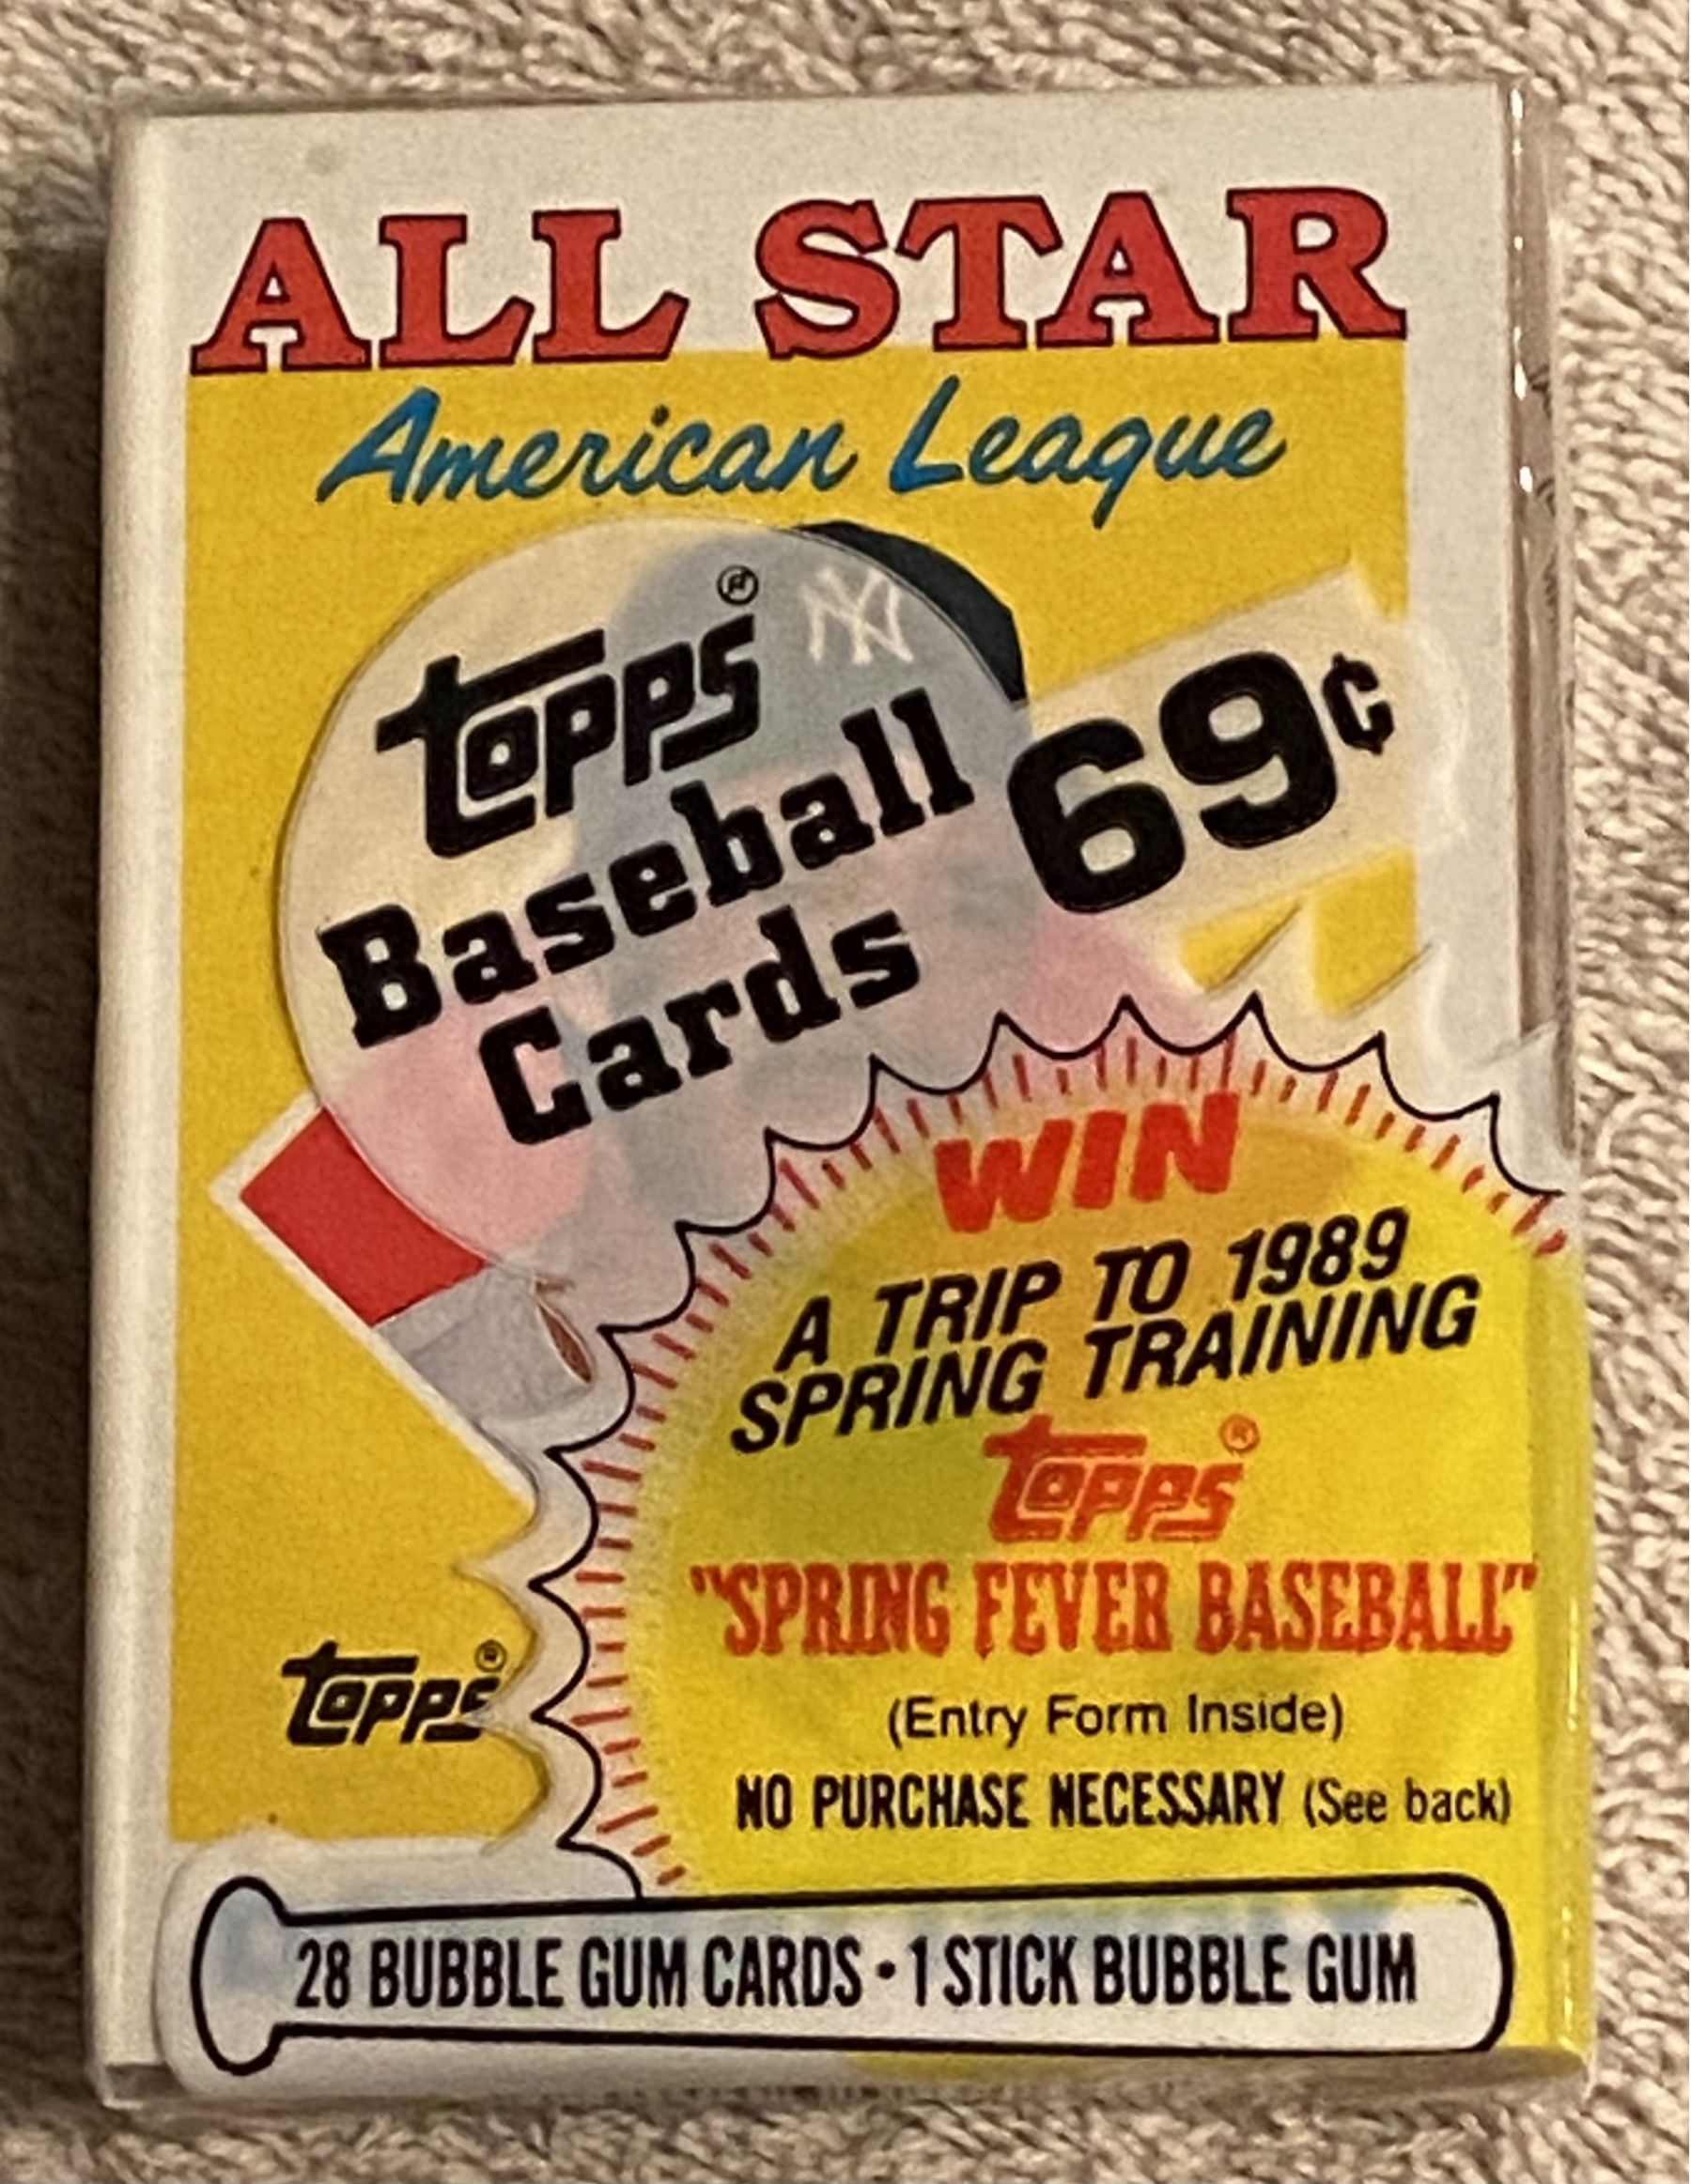 ALL STAR
American League
NY
topps®
Baseball
Cards
69¢
WIN
A TRIP TO 1989
SPRING TRAINING
topps®
"SPRING FEVER BASEBALL"
(Entry Form Inside)
NO PURCHASE NECESSARY (See back)
topps®
28 BUBBLE GUM CARDS • 1 STICK BUBBLE GUM